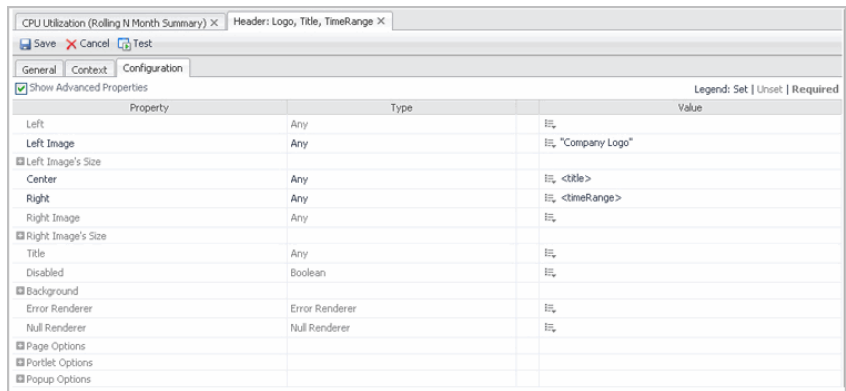 CPU Utilization (Rolling N Month Summary) Header: Logo, Title, TimeRange
Save Cancel Test
General Context Configuration
Show Advanced Properties Legend: Set | Unset | Required
Property Type Value
Left Any
Left Image Any "Company Logo"
Left Image's Size
Center Any <title>
Right Any <timeRange>
Right Image Any
Right Image's Size
Title Any
Disabled Boolean
Background
Error Renderer Error Renderer
Null Renderer Null Renderer
Page Options
Portlet Options
Popup Options